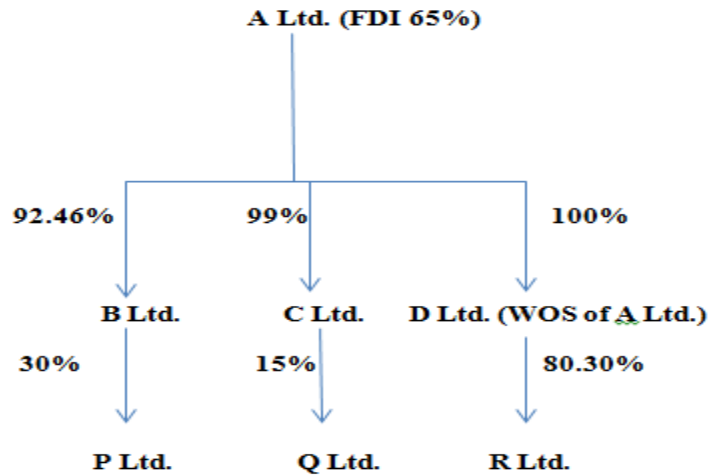 A Ltd. (FDI 65%)
92.46% 99% 100%
B Ltd. C Ltd. D Ltd. (WOS of A Ltd.)
30% 15% 80.30%
P Ltd. Q Ltd. R Ltd.